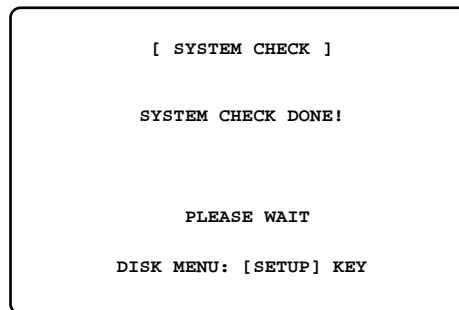 [ SYSTEM CHECK ]
SYSTEM CHECK DONE!
PLEASE WAIT
DISK MENU: [SETUP] KEY